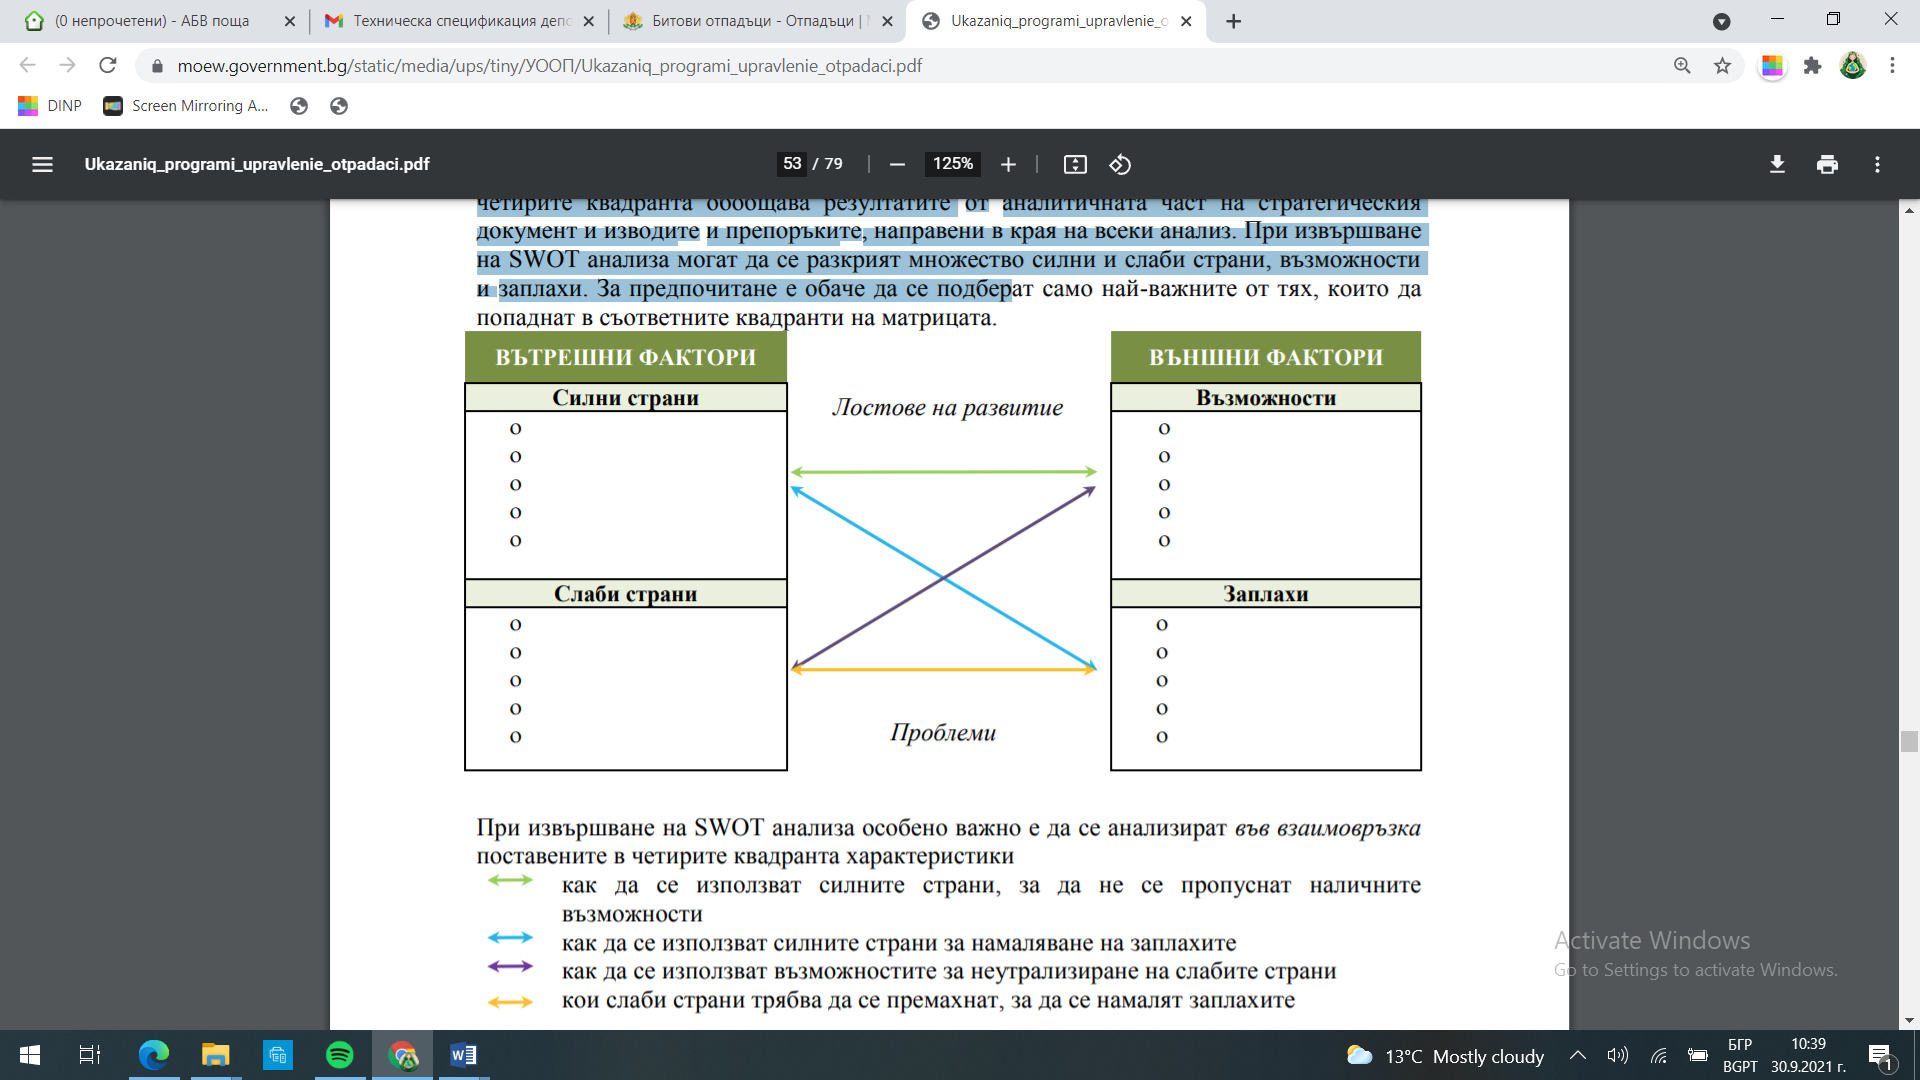 (0 непрочетени) - АБВ поща
Техническа спецификация депо
Битови отпадъци - Отпадъци |
Ukazaniq_programi_upravlenie_o
moew.government.bg/static/media/ups/tiny/УООП/Ukazaniq_programi_upravlenie_otpadaci.pdf
DINP
Screen Mirroring A...
Ukazaniq_programi_upravlenie_otpadaci.pdf
53 / 79
125%
четирите квадранта обобщава резултатите от аналитичната част на стратегическия
документ и изводите и препоръките, направени в края на всеки анализ. При извършване
на SWOT анализа могат да се разкрият множество силни и слаби страни, възможности
и заплахи. За предпочитане е обаче да се подберат само най-важните от тях, които да
попаднат в съответните квадранти на матрицата.
ВЪТРЕШНИ ФАКТОРИ
ВЪНШНИ ФАКТОРИ
Силни страни
Лостове на развитие
Възможности
Слаби страни
Заплахи
Проблеми
При извършване на SWOT анализа особено важно е да се анализират във взаимовръзка
поставените в четирите квадранта характеристики
как да се използват силните страни, за да не се пропуснат наличните
възможности
как да се използват силните страни за намаляване на заплахите
как да се използват възможностите за неутрализиране на слабите страни
кои слаби страни трябва да се премахнат, за да се намалят заплахите
Activate Windows
Go to Settings to activate Windows.
13°C Mostly cloudy
БГР
BGPT
10:39
30.9.2021 г.
1